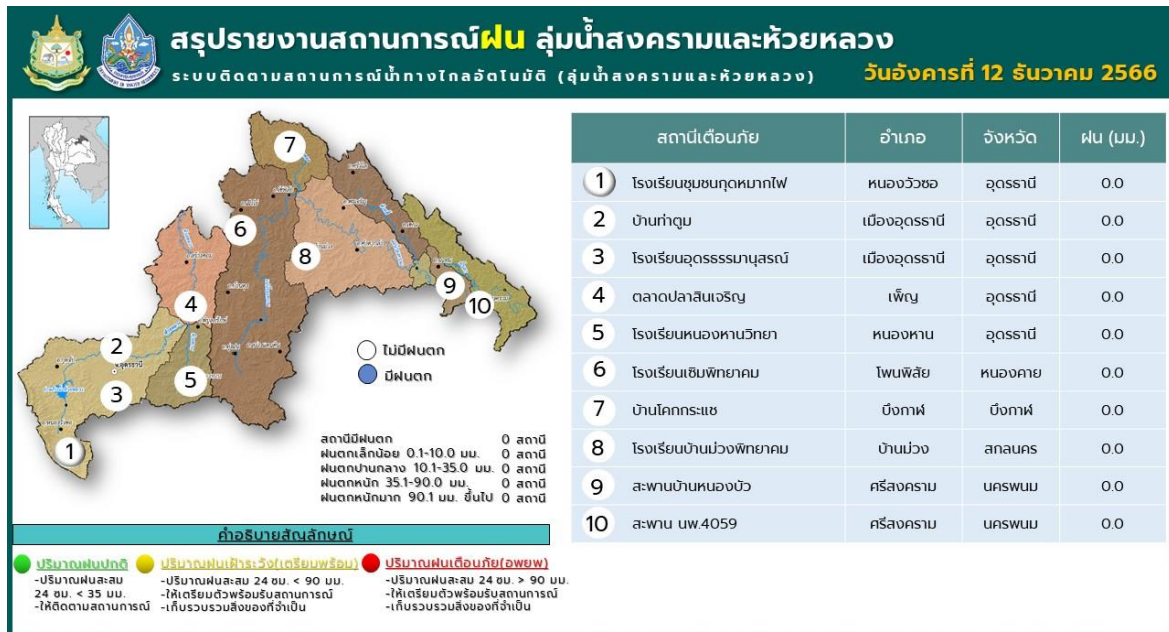 สรุปรายงานสถานการณ์ฝน ลุ่มน้ำสงครามและห้วยหลวง
ระบบติดตามสถานการณ์น้ำทางไกลอัตโนมัติ (ลุ่มน้ำสงครามและห้วยหลวง)
วันอังคารที่ 12 ธันวาคม 2566
7
6
8
9
10
4
2
อุดรธานี
5
3
1
ไม่มีฝนตก
มีฝนตก
สถานีมีฝนตก 0 สถานี
ฝนตกเล็กน้อย 0.1-10.0 มม. 0 สถานี
ฝนตกปานกลาง 10.1-35.0 มม. 0 สถานี
ฝนตกหนัก 35.1-90.0 มม. 0 สถานี
ฝนตกหนักมาก 90.1 มม. ขึ้นไป 0 สถานี
สถานีเตือนภัย อำเภอ จังหวัด ฝน (มม.)
1 โรงเรียนชุมชนกุดหมากไฟ หนองวัวซอ อุดรธานี 0.0
2 บ้านท่าตูม เมืองอุดรธานี อุดรธานี 0.0
3 โรงเรียนอุดรธรรมานุสรณ์ เมืองอุดรธานี อุดรธานี 0.0
4 ตลาดปลาสินเจริญ เพ็ญ อุดรธานี 0.0
5 โรงเรียนหนองหานวิทยา หนองหาน อุดรธานี 0.0
6 โรงเรียนเซิมพิทยาคม โพนพิสัย หนองคาย 0.0
7 บ้านโคกกระแซ บึงกาฬ บึงกาฬ 0.0
8 โรงเรียนบ้านม่วงพิทยาคม บ้านม่วง สกลนคร 0.0
9 สะพานบ้านหนองบัว ศรีสงคราม นครพนม 0.0
10 สะพาน นพ.4059 ศรีสงคราม นครพนม 0.0
คำอธิบายสัญลักษณ์
ปริมาณฝนปกติ
-ปริมาณฝนสะสม
24 ชม. < 35 มม.
-ให้ติดตามสถานการณ์
ปริมาณฝนเฝ้าระวัง(เตรียมพร้อม)
-ปริมาณฝนสะสม 24 ชม. < 90 มม.
-ให้เตรียมตัวพร้อมรับสถานการณ์
-เก็บรวบรวมสิ่งของที่จำเป็น
ปริมาณฝนเตือนภัย(อพยพ)
-ปริมาณฝนสะสม 24 ชม. > 90 มม.
-ให้เตรียมตัวพร้อมรับสถานการณ์
-เก็บรวบรวมสิ่งของที่จำเป็น